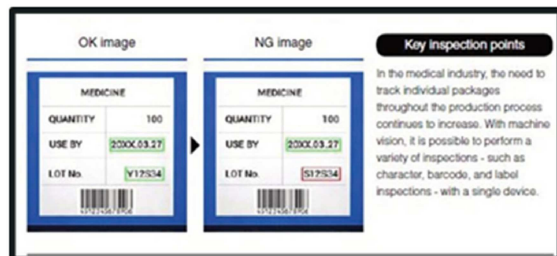 OK image
NG image
Key inspection points
MEDICINE
QUANTITY 100
USE BY 20XX.03.27
LOT No. Y12S34
MEDICINE
QUANTITY 100
USE BY 20XX.03.27
LOT No. S12S34
In the medical industry, the need to
track individual packages
throughout the production process
continues to increase. With machine
vision, it is possible to perform a
variety of inspections - such as
character, barcode, and label
inspections - with a single device.